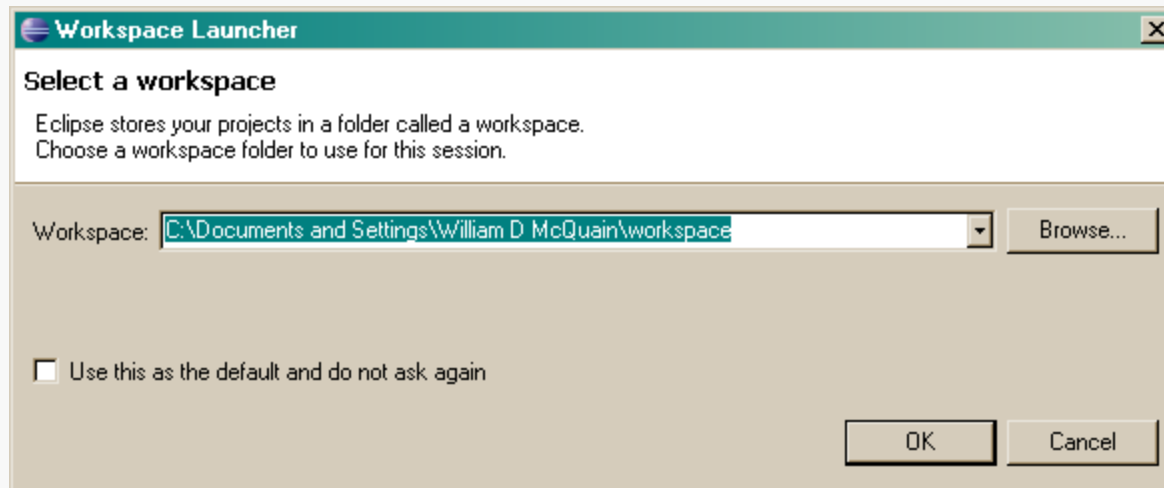 Workspace Launcher
Select a workspace
Eclipse stores your projects in a folder called a workspace.
Choose a workspace folder to use for this session.
Workspace: C:\Documents and Settings\William D McQuain\workspace Browse...
Use this as the default and do not ask again
OK Cancel